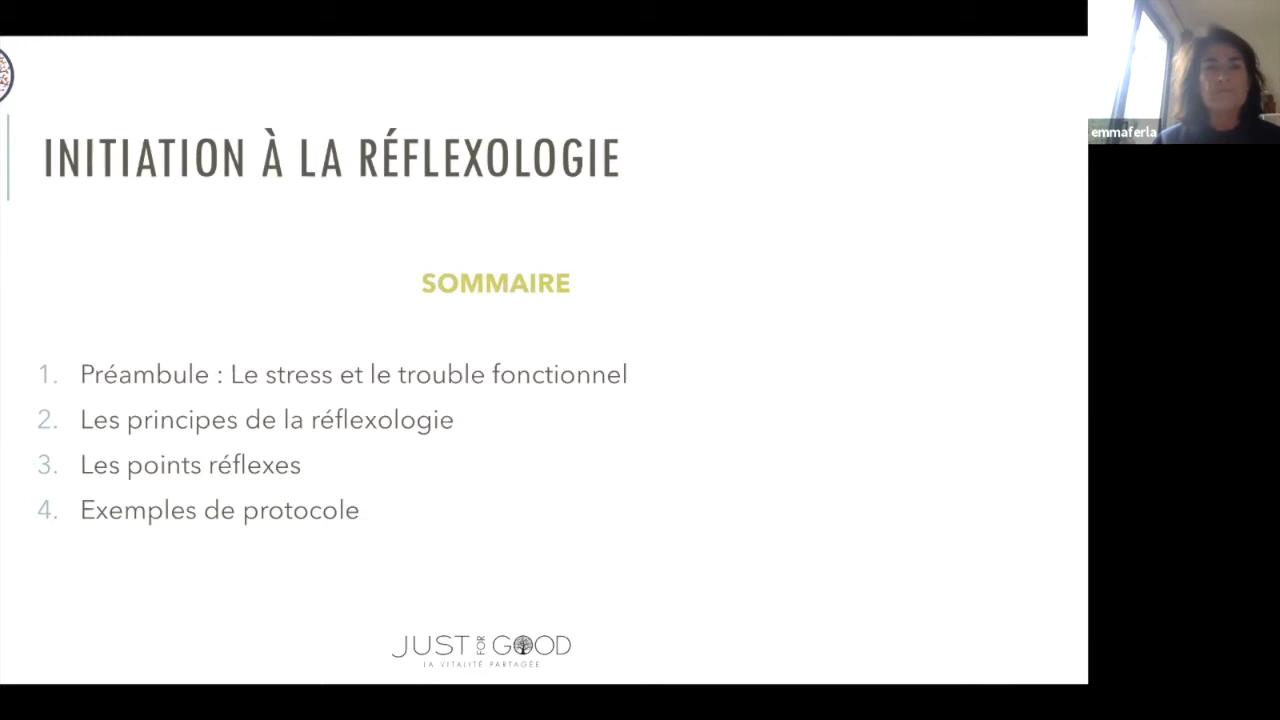 INITIATION À LA RÉFLEXOLOGIE
SOMMAIRE
1. Préambule : Le stress et le trouble fonctionnel
2. Les principes de la réflexologie
3. Les points réflexes
4. Exemples de protocole
JUST FOR GOOD
LA VITALITÉ PARTAGÉE
emmaferla